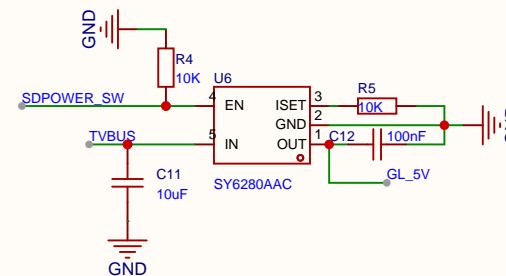 GND
R4
10K
SDPOWER_SW
U6
4
EN
ISET
3
R5
10K
GND
2
TVBUS
5
IN
OUT
1
C12
100nF
C11
10uF
SY6280AAC
GL_5V
GND